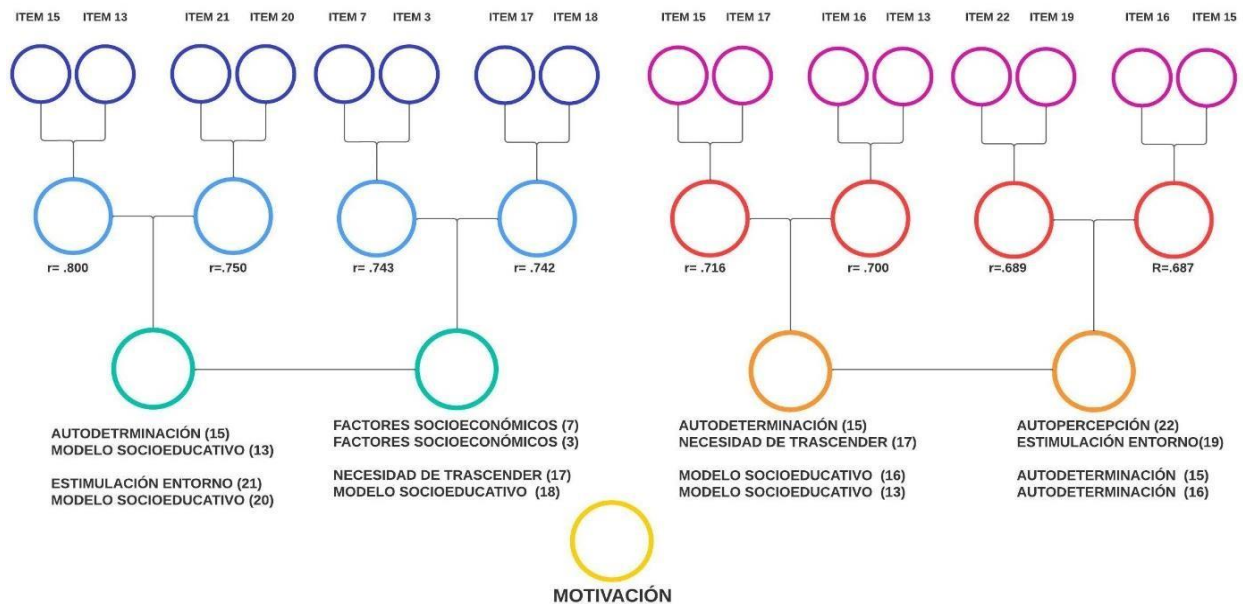 ITEM 15 ITEM 13 ITEM 21 ITEM 20 ITEM 7 ITEM 3 ITEM 17 ITEM 18 ITEM 15 ITEM 17 ITEM 16 ITEM 13 ITEM 22 ITEM 19 ITEM 16 ITEM 15
r= .800 r=.750 r= .743 r= .742 r= .716 r= .700 r=.689 R=.687
AUTODETRMINACIÓN (15)
MODELO SOCIOEDUCATIVO (13)
ESTIMULACIÓN ENTORNO (21)
MODELO SOCIOEDUCATIVO (20)
FACTORES SOCIOECONÓMICOS (7)
FACTORES SOCIOECONÓMICOS (3)
NECESIDAD DE TRASCENDER (17)
MODELO SOCIOEDUCATIVO (18)
AUTODETERMINACIÓN (15)
NECESIDAD DE TRASCENDER (17)
MODELO SOCIOEDUCATIVO (16)
MODELO SOCIOEDUCATIVO (13)
AUTOPERCEPCIÓN (22)
ESTIMULACIÓN ENTORNO(19)
AUTODETERMINACIÓN (15)
AUTODETERMINACIÓN (16)
MOTIVACIÓN